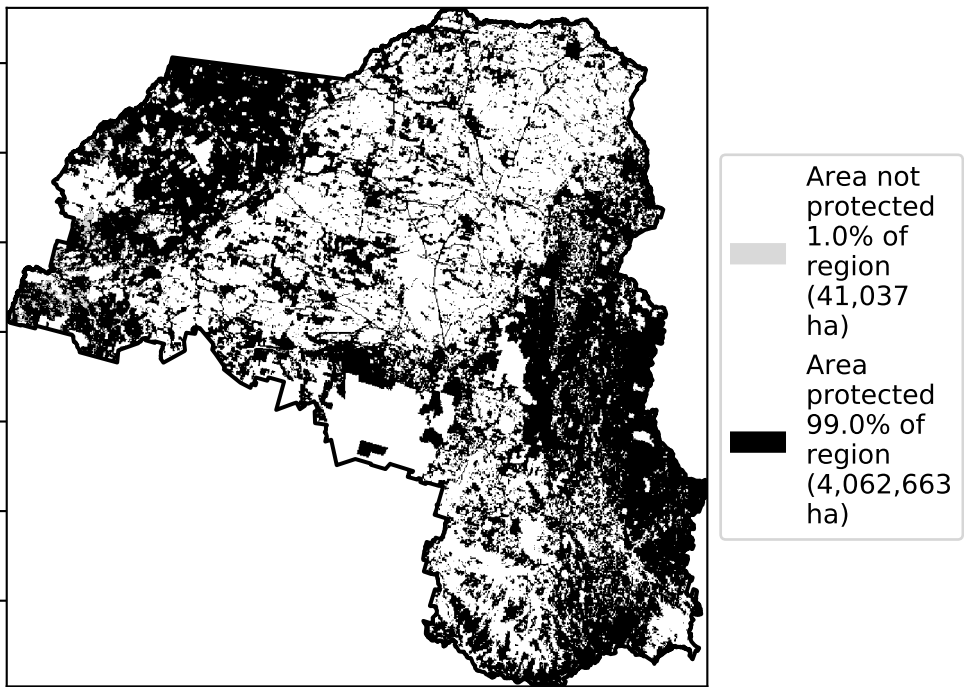 Area not
protected
1.0% of
region
(41,037
ha)
Area
protected
99.0% of
region
(4,062,663
ha)